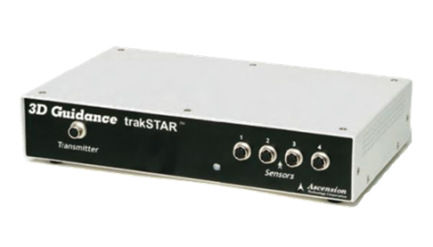 3D Guidance trakSTAR™
1 2 3 4
Transmitter
Sensors
Ascension
Technology Corporation